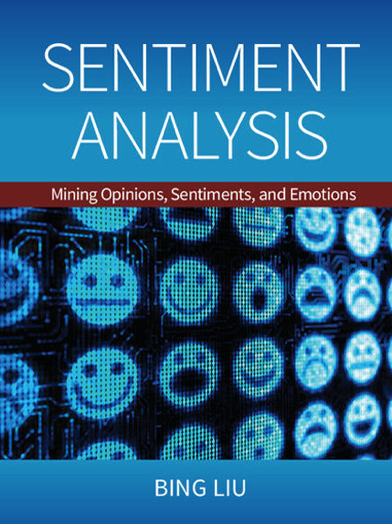 SENTIMENT
ANALYSIS
Mining Opinions, Sentiments, and Emotions
BING LIU